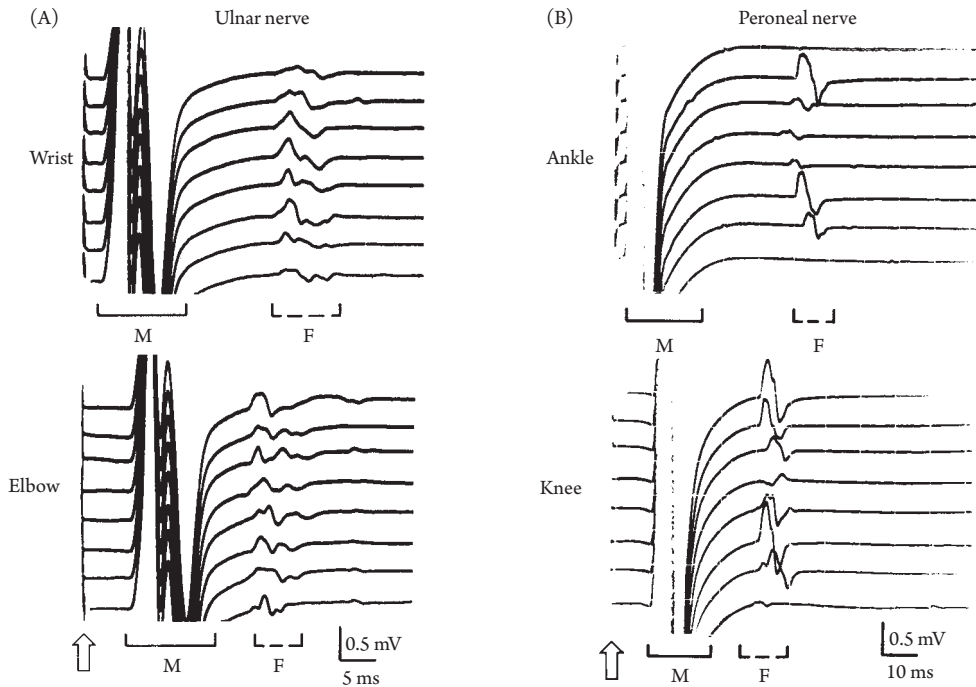 (A)
Ulnar nerve
Wrist
M
F
Elbow
M
F
0.5 mV
5 ms
(B)
Peroneal nerve
Ankle
M
F
Knee
M
F
0.5 mV
10 ms